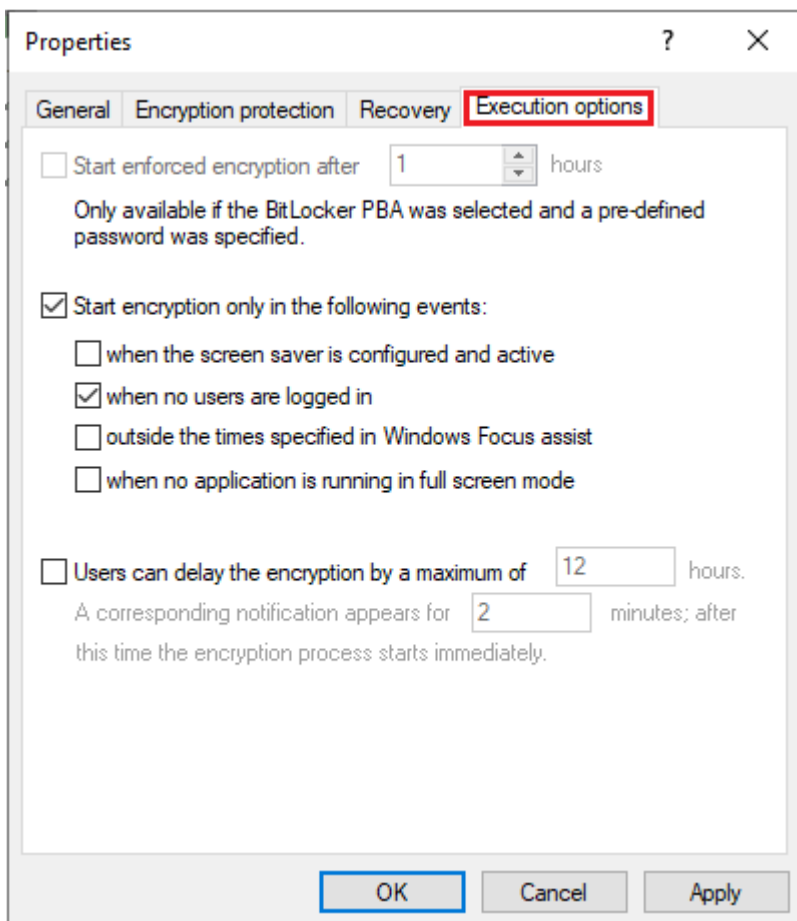 Properties ?
General Encryption protection Recovery Execution options
Start enforced encryption after 1 hours
Only available if the BitLocker PBA was selected and a pre-defined
password was specified.
Start encryption only in the following events:
when the screen saver is configured and active
when no users are logged in
outside the times specified in Windows Focus assist
when no application is running in full screen mode
Users can delay the encryption by a maximum of 12 hours.
A corresponding notification appears for 2 minutes; after
this time the encryption process starts immediately.
OK Cancel Apply